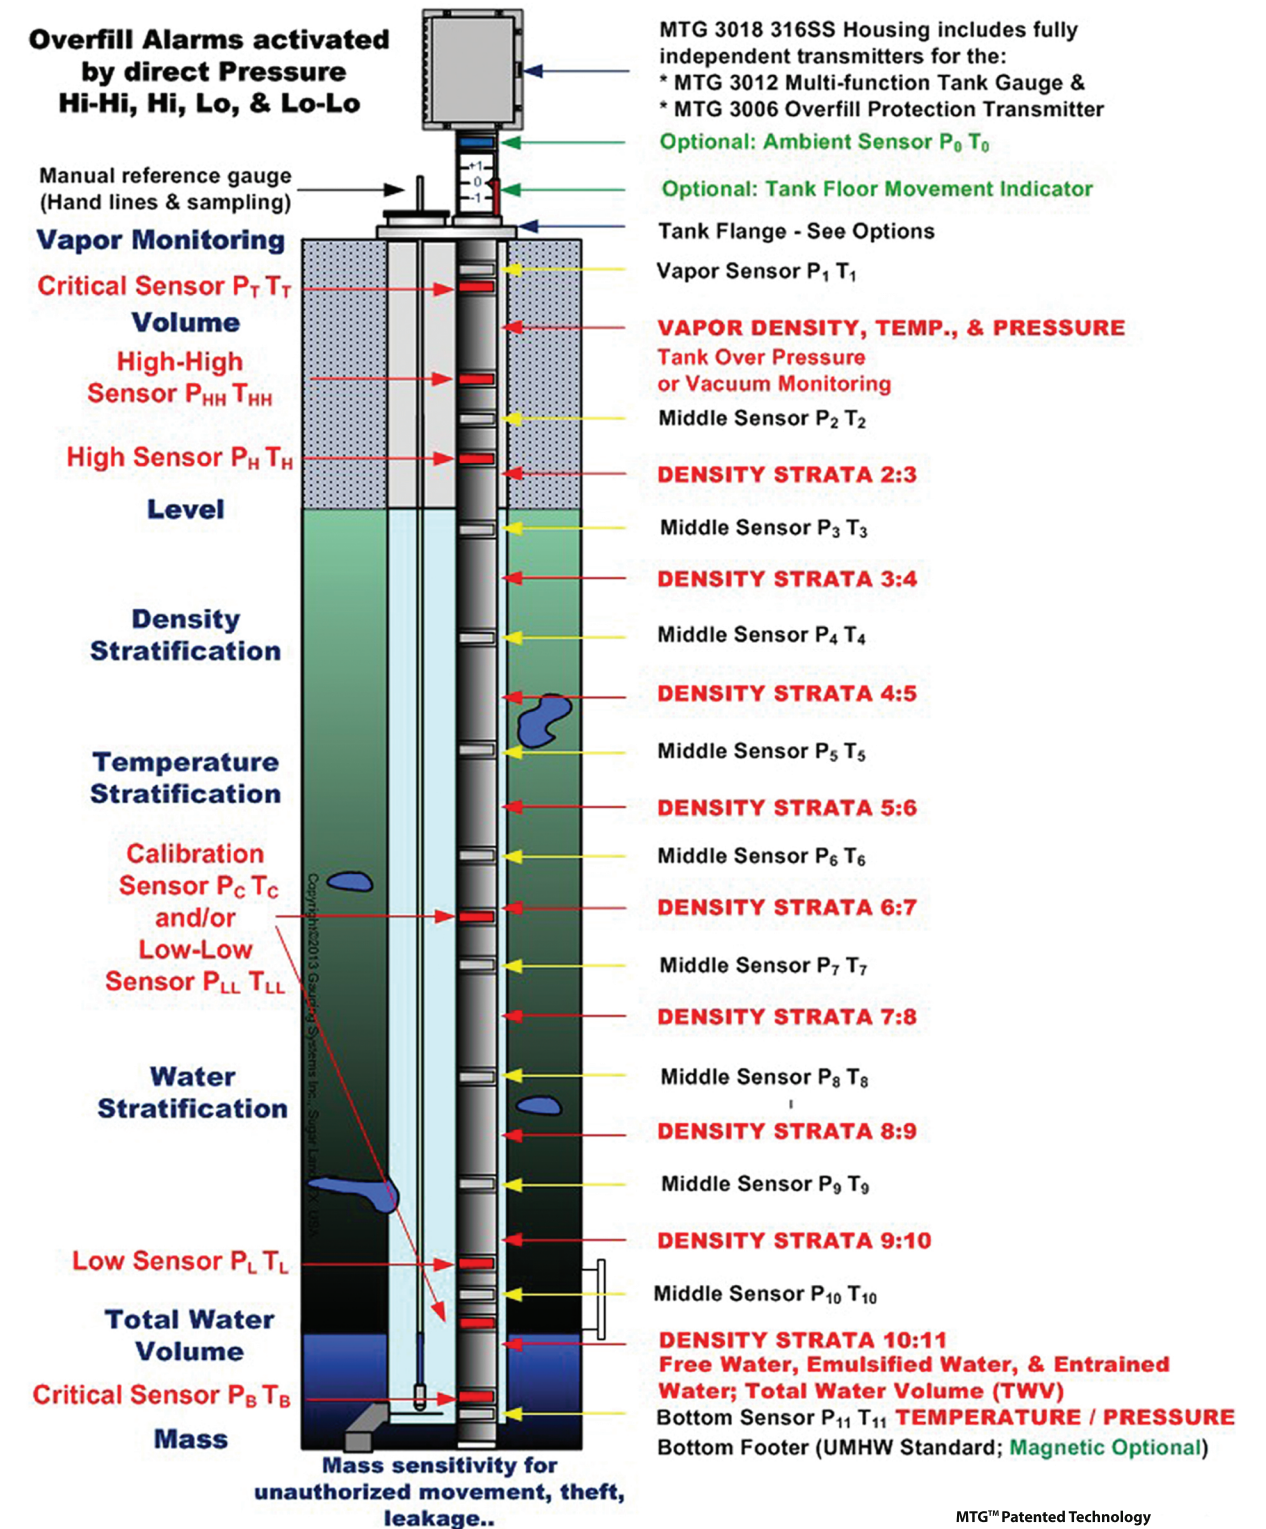 Overfill Alarms activated
by direct Pressure
Hi-Hi, Hi, Lo, & Lo-Lo
Manual reference gauge
(Hand lines & sampling)
Vapor Monitoring
Critical Sensor PT TT
Volume
High-High
Sensor PHH THH
High Sensor PH TH
Level
Density
Stratification
Temperature
Stratification
Calibration
Sensor PC TC
and/or
Low-Low
Sensor PLL TLL
Water
Stratification
Low Sensor PL TL
Total Water
Volume
Critical Sensor PB TB
Mass
Mass sensitivity for
unauthorized movement, theft,
leakage..
+1
0
-1
Copyright©2013 Gauging Systems Inc., Sugar Land TX, USA
MTG 3018 316SS Housing includes fully
independent transmitters for the:
* MTG 3012 Multi-function Tank Gauge &
* MTG 3006 Overfill Protection Transmitter
Optional: Ambient Sensor P0 T0
Optional: Tank Floor Movement Indicator
Tank Flange - See Options
Vapor Sensor P1 T1
VAPOR DENSITY, TEMP., & PRESSURE
Tank Over Pressure
or Vacuum Monitoring
Middle Sensor P2 T2
DENSITY STRATA 2:3
Middle Sensor P3 T3
DENSITY STRATA 3:4
Middle Sensor P4 T4
DENSITY STRATA 4:5
Middle Sensor P5 T5
DENSITY STRATA 5:6
Middle Sensor P6 T6
DENSITY STRATA 6:7
Middle Sensor P7 T7
DENSITY STRATA 7:8
Middle Sensor P8 T8
DENSITY STRATA 8:9
Middle Sensor P9 T9
DENSITY STRATA 9:10
Middle Sensor P10 T10
DENSITY STRATA 10:11
Free Water, Emulsified Water, & Entrained
Water; Total Water Volume (TWV)
Bottom Sensor P11 T11 TEMPERATURE / PRESSURE
Bottom Footer (UMHW Standard; Magnetic Optional)
MTG™ Patented Technology